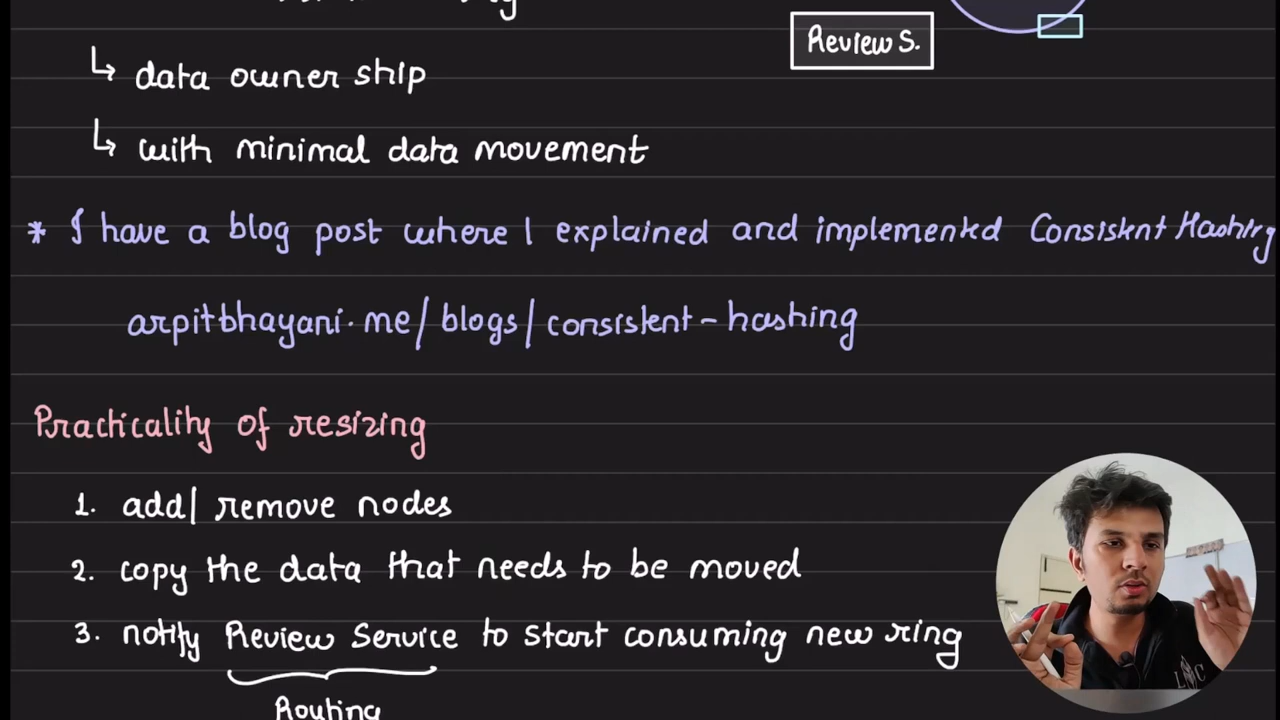 Review S.
↳ data owner ship
↳ with minimal data movement
* I have a blog post where I explained and implemented Consistent Hashing
arpitbhayani.me/blogs/consistent-hashing
Practicality of resizing
1. add/ remove nodes
2. copy the data that needs to be moved
3. notify Review Service to start consuming new ring
Routing